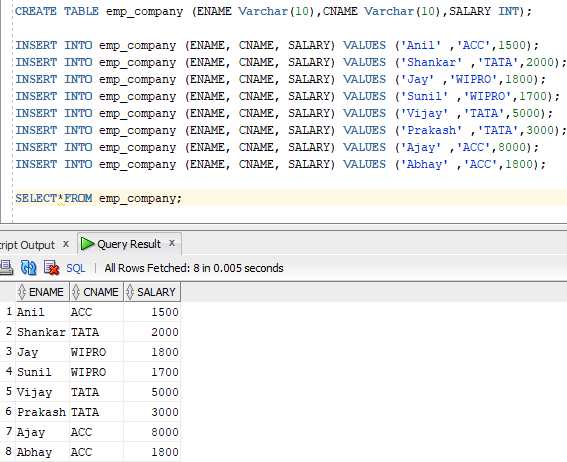 CREATE TABLE emp_company (ENAME Varchar(10),CNAME Varchar(10),SALARY INT);
INSERT INTO emp_company (ENAME, CNAME, SALARY) VALUES ('Anil' ,'ACC',1500);
INSERT INTO emp_company (ENAME, CNAME, SALARY) VALUES ('Shankar' ,'TATA',2000);
INSERT INTO emp_company (ENAME, CNAME, SALARY) VALUES ('Jay' ,'WIPRO',1800);
INSERT INTO emp_company (ENAME, CNAME, SALARY) VALUES ('Sunil' ,'WIPRO',1700);
INSERT INTO emp_company (ENAME, CNAME, SALARY) VALUES ('Vijay' ,'TATA',5000);
INSERT INTO emp_company (ENAME, CNAME, SALARY) VALUES ('Prakash' ,'TATA',3000);
INSERT INTO emp_company (ENAME, CNAME, SALARY) VALUES ('Ajay' ,'ACC',8000);
INSERT INTO emp_company (ENAME, CNAME, SALARY) VALUES ('Abhay' ,'ACC',1800);
SELECT*FROM emp_company;
ript Output x Query Result x
SQL | All Rows Fetched: 8 in 0.005 seconds
ENAME CNAME SALARY
1 Anil ACC 1500
2 Shankar TATA 2000
3 Jay WIPRO 1800
4 Sunil WIPRO 1700
5 Vijay TATA 5000
6 Prakash TATA 3000
7 Ajay ACC 8000
8 Abhay ACC 1800